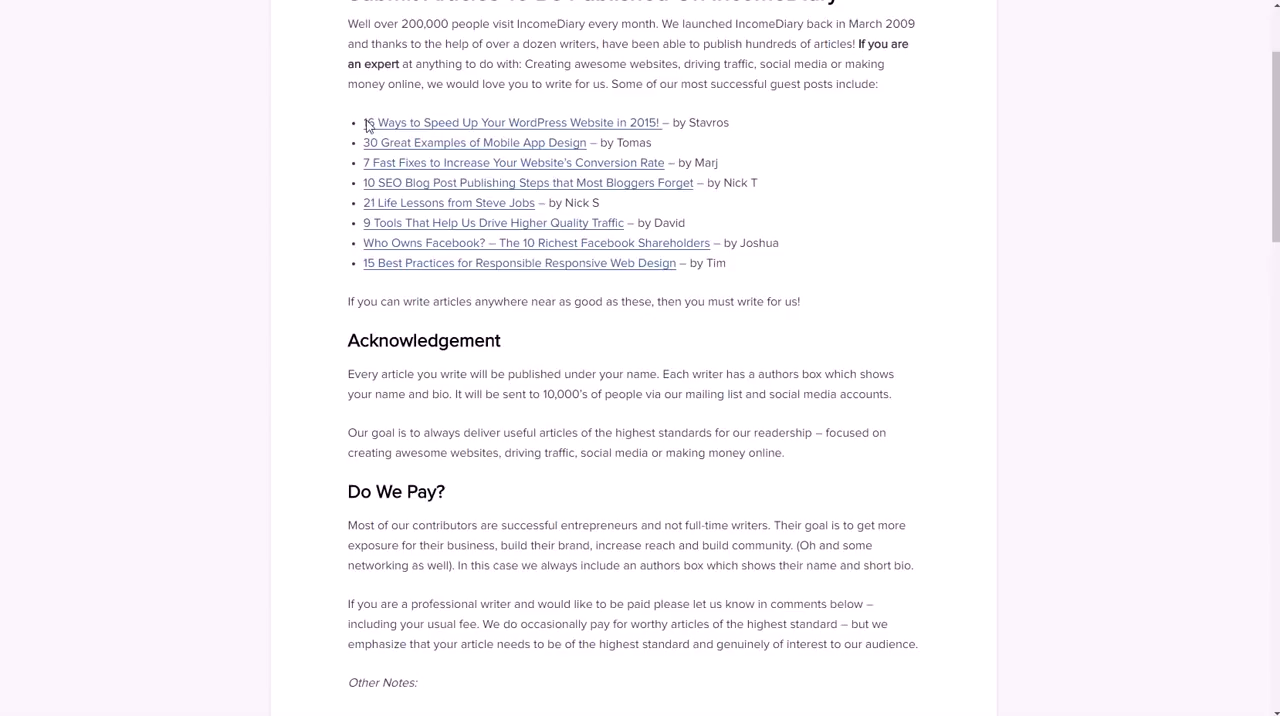 Submit Articles To Be Published On IncomeDiary
Well over 200,000 people visit IncomeDiary every month. We launched IncomeDiary back in March 2009
and thanks to the help of over a dozen writers, have been able to publish hundreds of articles! If you are
an expert at anything to do with: Creating awesome websites, driving traffic, social media or making
money online, we would love you to write for us. Some of our most successful guest posts include:
• 16 Ways to Speed Up Your WordPress Website in 2015! – by Stavros
• 30 Great Examples of Mobile App Design – by Tomas
• 7 Fast Fixes to Increase Your Website's Conversion Rate – by Marj
• 10 SEO Blog Post Publishing Steps that Most Bloggers Forget – by Nick T
• 21 Life Lessons from Steve Jobs – by Nick S
• 9 Tools That Help Us Drive Higher Quality Traffic – by David
• Who Owns Facebook? – The 10 Richest Facebook Shareholders – by Joshua
• 15 Best Practices for Responsible Responsive Web Design – by Tim
If you can write articles anywhere near as good as these, then you must write for us!
Acknowledgement
Every article you write will be published under your name. Each writer has a authors box which shows
your name and bio. It will be sent to 10,000's of people via our mailing list and social media accounts.
Our goal is to always deliver useful articles of the highest standards for our readership – focused on
creating awesome websites, driving traffic, social media or making money online.
Do We Pay?
Most of our contributors are successful entrepreneurs and not full-time writers. Their goal is to get more
exposure for their business, build their brand, increase reach and build community. (Oh and some
networking as well). In this case we always include an authors box which shows their name and short bio.
If you are a professional writer and would like to be paid please let us know in comments below –
including your usual fee. We do occasionally pay for worthy articles of the highest standard – but we
emphasize that your article needs to be of the highest standard and genuinely of interest to our audience.
Other Notes: